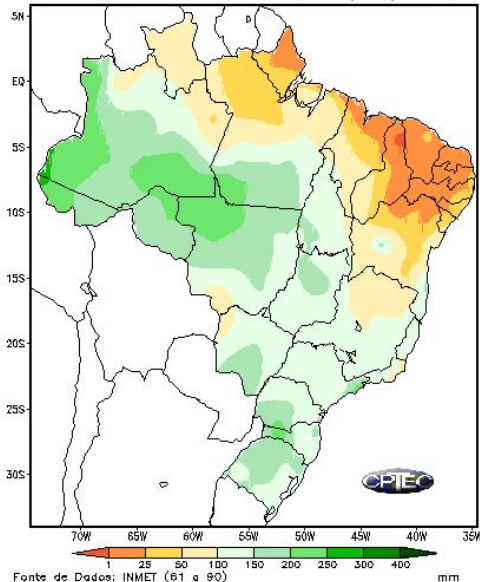 5N
EQ
5S
10S
15S
20S
25S
30S
70W 65W 60W 55W 50W 45W 40W 35W
CPTEC
1 25 50 100 150 200 250 300 400
Fonte de Dados: INMET (61 a 90) mm